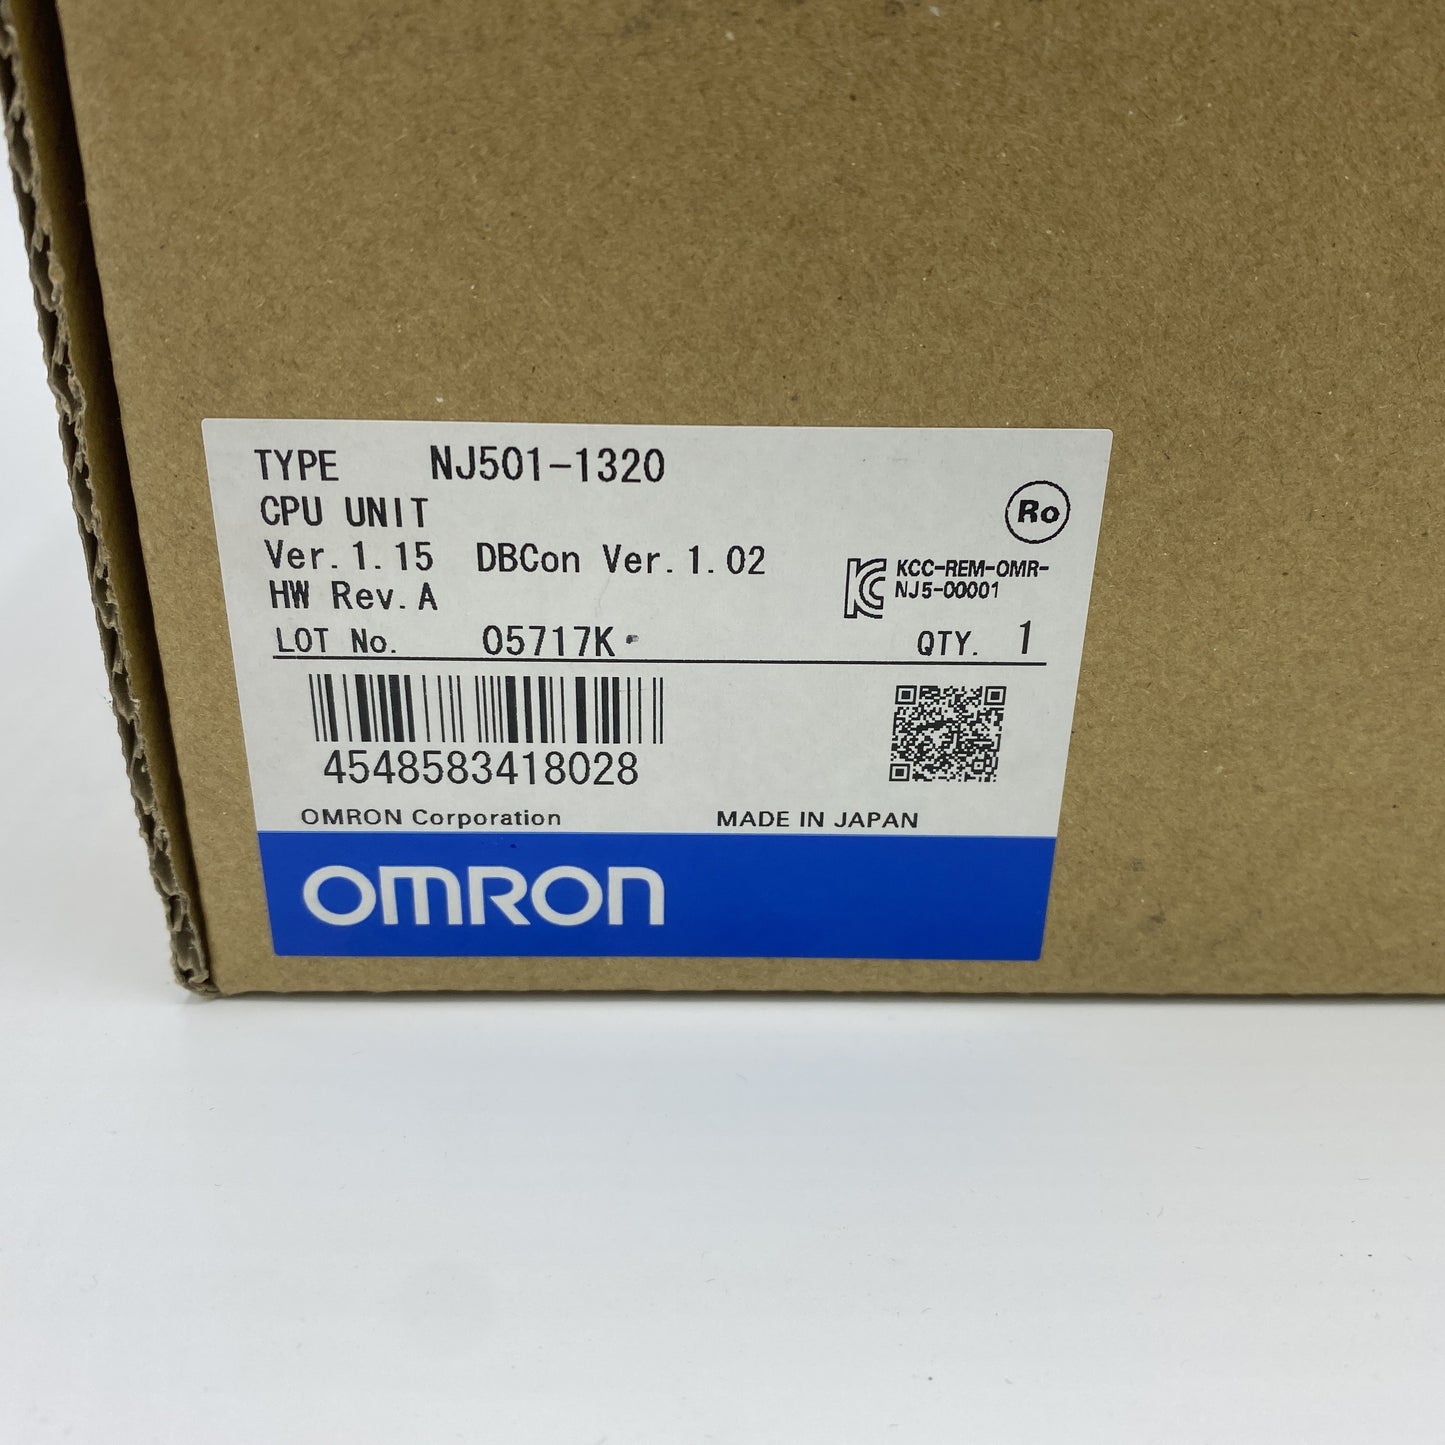 TYPE NJ501-1320
CPU UNIT
Ro
Ver.1.15 DBCon Ver.1.02
HW Rev.A
KCC-REM-OMR-
NJ5-00001
LOT No. 05717K
QTY. 1
4548583418028
OMRON Corporation MADE IN JAPAN
OMRON